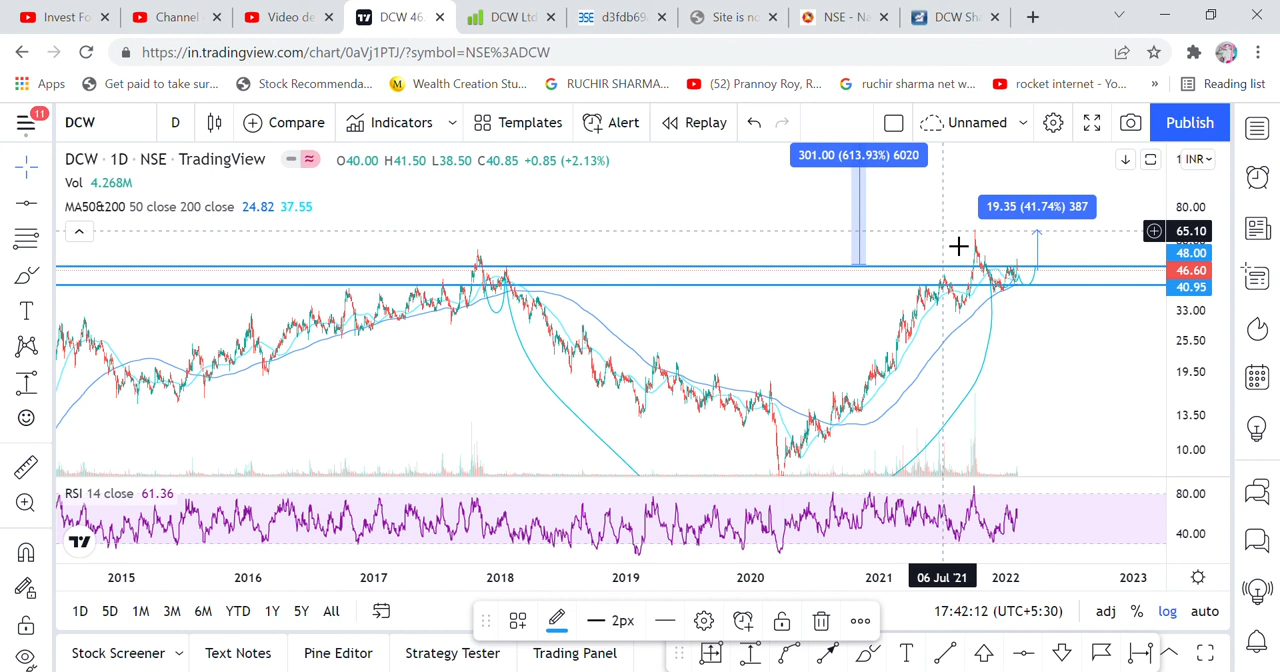 Invest Fo
Channel
Video de
DCW 46.
DCW Ltd
d3fdb69
Site is no
NSE - Na
DCW Sha
https://in.tradingview.com/chart/0aVj1PTJ/?symbol=NSE%3ADCW
Apps
Get paid to take sur...
Stock Recommenda...
Wealth Creation Stu...
RUCHIR SHARMA...
(52) Prannoy Roy, R...
ruchir sharma net w...
rocket internet - Yo...
»
Reading list
11
DCW
D
Compare
Indicators
Templates
Alert
Replay
Unnamed
Publish
DCW · 1D · NSE · TradingView
O40.00 H41.50 L38.50 C40.85 +0.85 (+2.13%)
301.00 (613.93%) 6020
1 INR
Vol 4.268M
MA50&200 50 close 200 close 24.82 37.55
19.35 (41.74%) 387
80.00
65.10
48.00
46.60
40.95
33.00
25.50
19.50
13.50
10.00
RSI 14 close 61.36
80.00
40.00
2015
2016
2017
2018
2019
2020
2021
06 Jul '21
2022
2023
1D
5D
1M
3M
6M
YTD
1Y
5Y
All
2px
17:42:12 (UTC+5:30)
adj
%
log
auto
Stock Screener
Text Notes
Pine Editor
Strategy Tester
Trading Panel